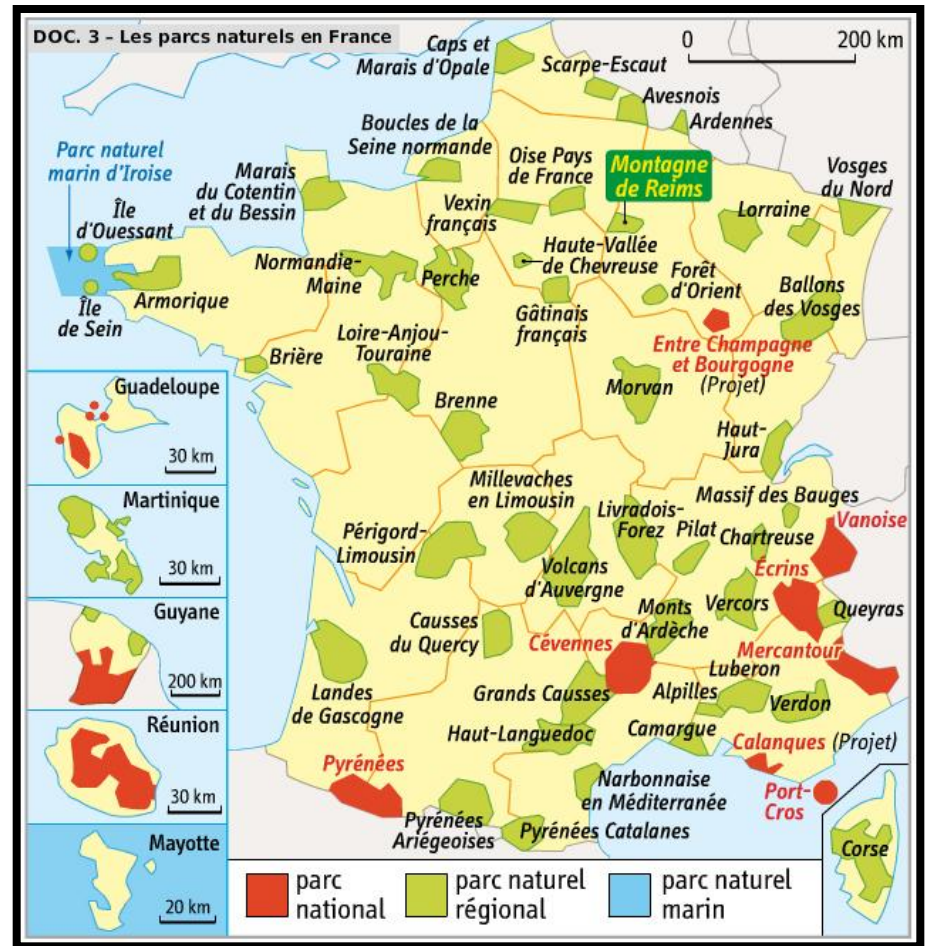 DOC. 3 – Les parcs naturels en France
0
200 km
Caps et
Marais d'Opale
Scarpe-Escaut
Avesnois
Ardennes
Boucles de la
Seine normande
Parc naturel
marin d'Iroise
Marais
du Cotentin
et du Bessin
Oise Pays
de France
Montagne
de Reims
Vosges
du Nord
Île
d'Ouessant
Vexin
français
Lorraine
Normandie-
Maine
Perche
Haute-Vallée
de Chevreuse
Forêt
d'Orient
Ballons
des Vosges
Armorique
Île
de Sein
Gâtinais
français
Loire-Anjou-
Touraine
Entre Champagne
et Bourgogne
(Projet)
Brière
Morvan
Guadeloupe
30 km
Brenne
Haut-
Jura
Millevaches
en Limousin
Massif des Bauges
Martinique
30 km
Périgord-
Limousin
Livradois-
Forez
Pilat
Chartreuse
Vanoise
Volcans
d'Auvergne
Écrins
Guyane
200 km
Causses
du Quercy
Monts
d'Ardèche
Vercors
Queyras
Cévennes
Mercantour
Luberon
Landes
de Gascogne
Grands Causses
Alpilles
Verdon
Réunion
30 km
Haut-Languedoc
Camargue
Calanques (Projet)
Pyrénées
Narbonnaise
en Méditerranée
Port-
Cros
Pyrénées
Ariégeoises
Pyrénées Catalanes
Corse
Mayotte
20 km
parc
national
parc naturel
régional
parc naturel
marin